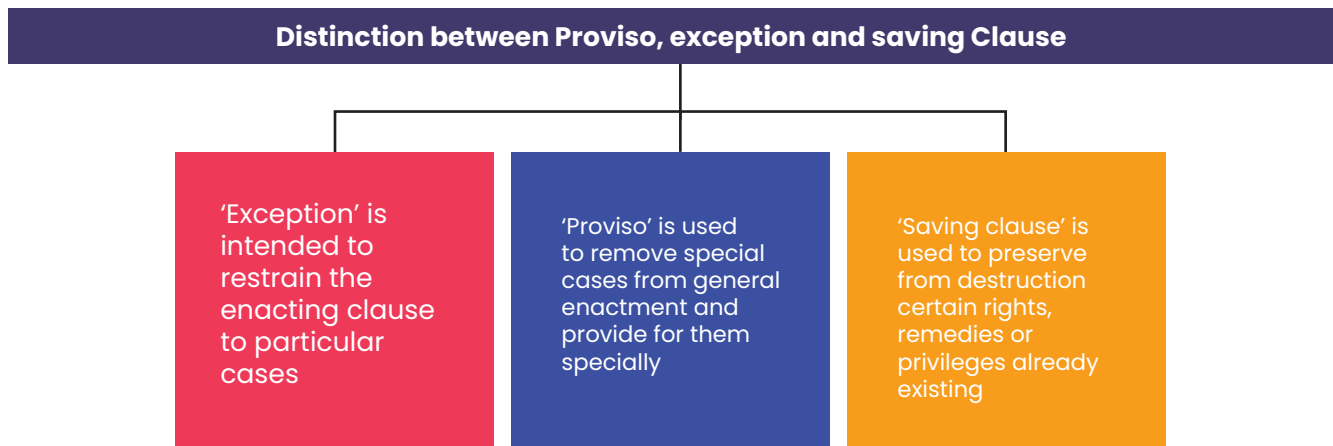 Distinction between Proviso, exception and saving Clause
‘Exception’ is
intended to
restrain the
enacting clause
to particular
cases
‘Proviso’ is used
to remove special
cases from general
enactment and
provide for them
specially
‘Saving clause’ is
used to preserve
from destruction
certain rights,
remedies or
privileges already
existing